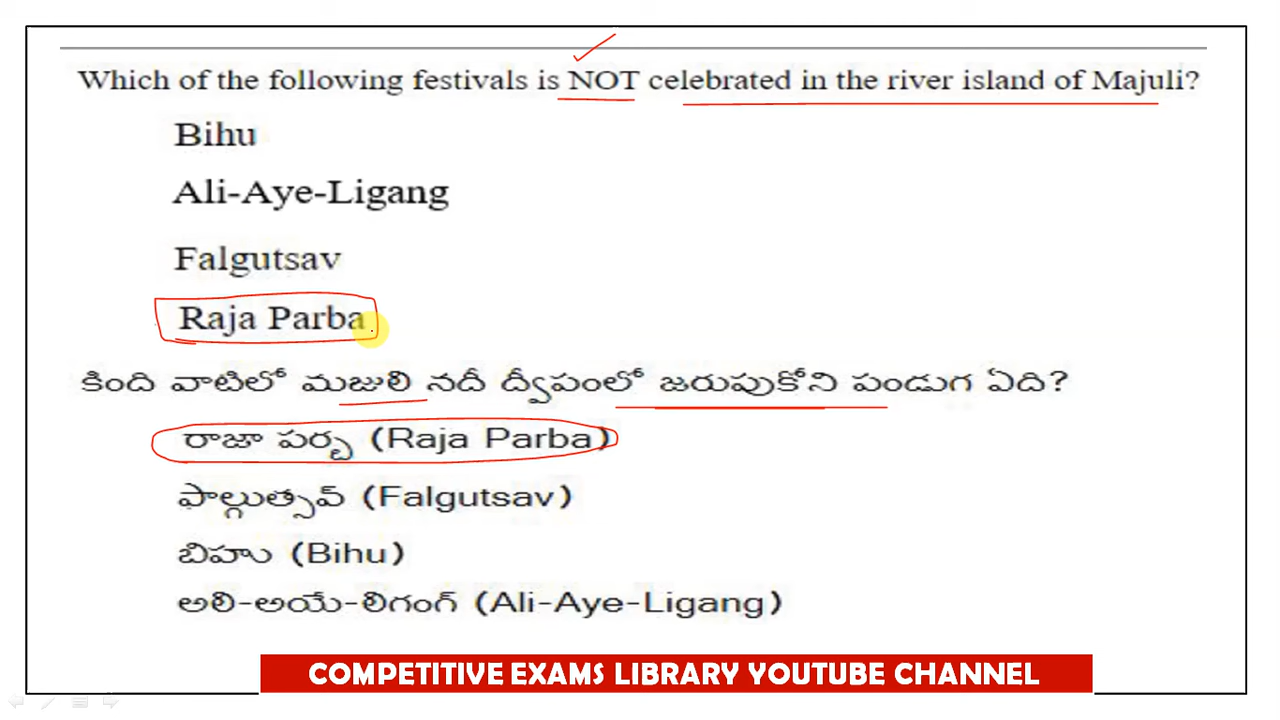 Which of the following festivals is NOT celebrated in the river island of Majuli?
Bihu
Ali-Aye-Ligang
Falgutsav
Raja Parba
కింది వాటిలో మజులి నదీ ద్వీపంలో జరుపుకోని పండుగ ఏది?
రాజా పర్బ (Raja Parba)
ఫాల్గుత్సవ్ (Falgutsav)
బిహు (Bihu)
అలి-అయే-లిగంగ్ (Ali-Aye-Ligang)
COMPETITIVE EXAMS LIBRARY YOUTUBE CHANNEL